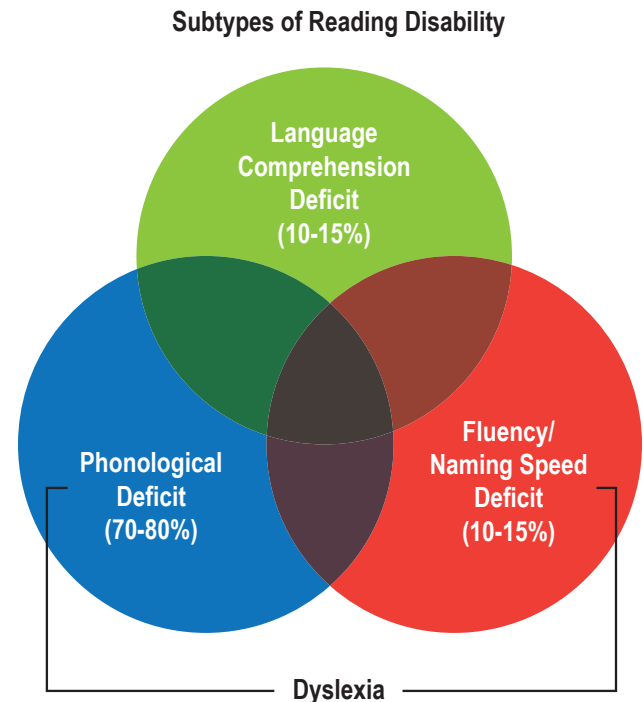 Subtypes of Reading Disability
Language
Comprehension
Deficit
(10-15%)
Phonological
Deficit
(70-80%)
Fluency/
Naming Speed
Deficit
(10-15%)
Dyslexia